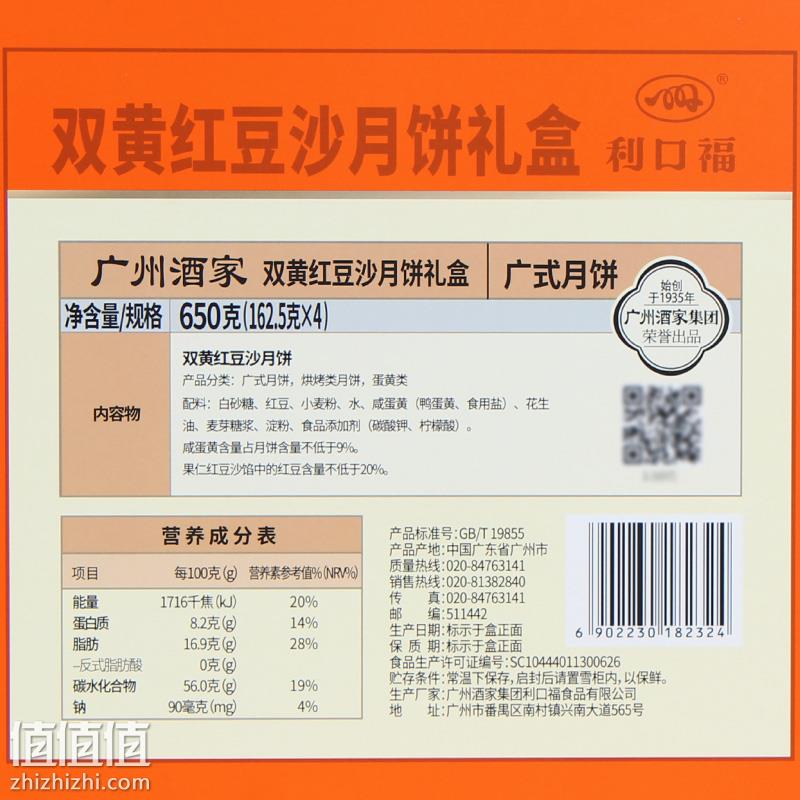 双黄红豆沙月饼礼盒
®
利口福
广州酒家 双黄红豆沙月饼礼盒 广式月饼
始创
于1935年
广州酒家集团
荣誉出品
净含量/规格 650克(162.5克×4)
内容物
双黄红豆沙月饼
产品分类：广式月饼，烘烤类月饼，蛋黄类
配料：白砂糖、红豆、小麦粉、水、咸蛋黄（鸭蛋黄、食用盐）、花生
油、麦芽糖浆、淀粉、食品添加剂（碳酸钾、柠檬酸）。
咸蛋黄含量占月饼含量不低于9%。
果仁红豆沙馅中的红豆含量不低于20%。
营养成分表
项目 每100克(g) 营养素参考值%(NRV%)
能量 1716千焦(kJ) 20%
蛋白质 8.2克(g) 14%
脂肪 16.9克(g) 28%
–反式脂肪酸 0克(g)
碳水化合物 56.0克(g) 19%
钠 90毫克(mg) 4%
产品标准号:GB/T 19855
产品产地:中国广东省广州市
质量热线:020-84763141
销售热线:020-81382840
传 真:020-84763141
邮 编:511442
生产日期:标示于盒正面
保 质 期:标示于盒正面
食品生产许可证编号:SC10444011300626
贮存条件:常温下保存,启封后请置雪柜内,以保鲜。
生产厂家:广州酒家集团利口福食品有限公司
地 址:广州市番禺区南村镇兴南大道565号
6 902230 182324
值值值
zhizhizhi.com